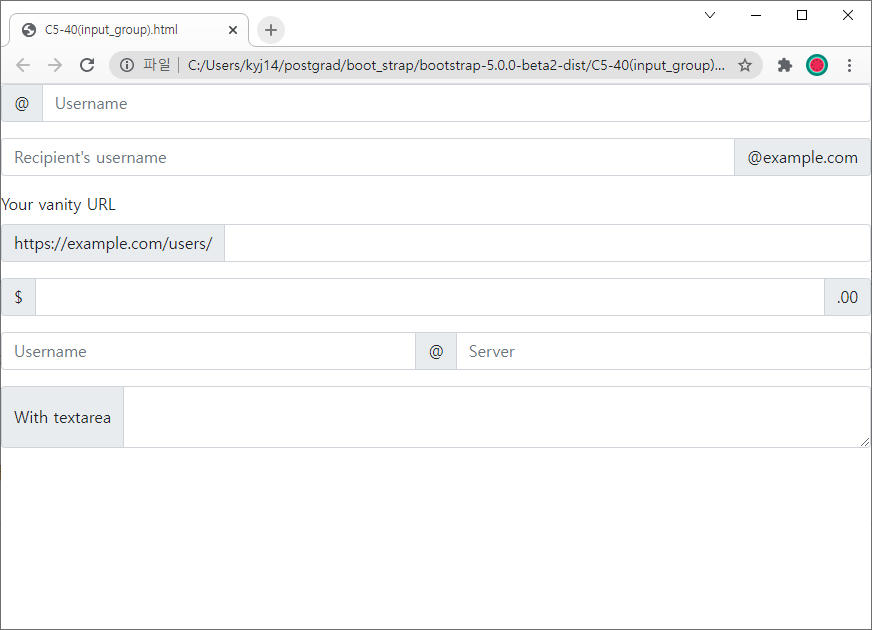 C5-40(input_group).html
파일 C:/Users/kyj14/postgrad/boot_strap/bootstrap-5.0.0-beta2-dist/C5-40(input_group)...
@ Username
Recipient's username @example.com
Your vanity URL
https://example.com/users/
$ .00
Username @ Server
With textarea